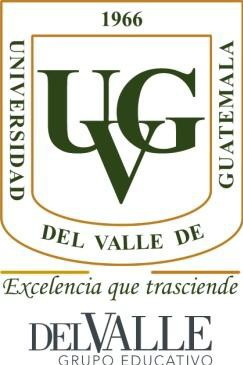 1966
UNIVERSIDAD
DEL VALLE DE
GUATEMALA
UVG
Excelencia que trasciende
DELVALLE
GRUPO EDUCATIVO